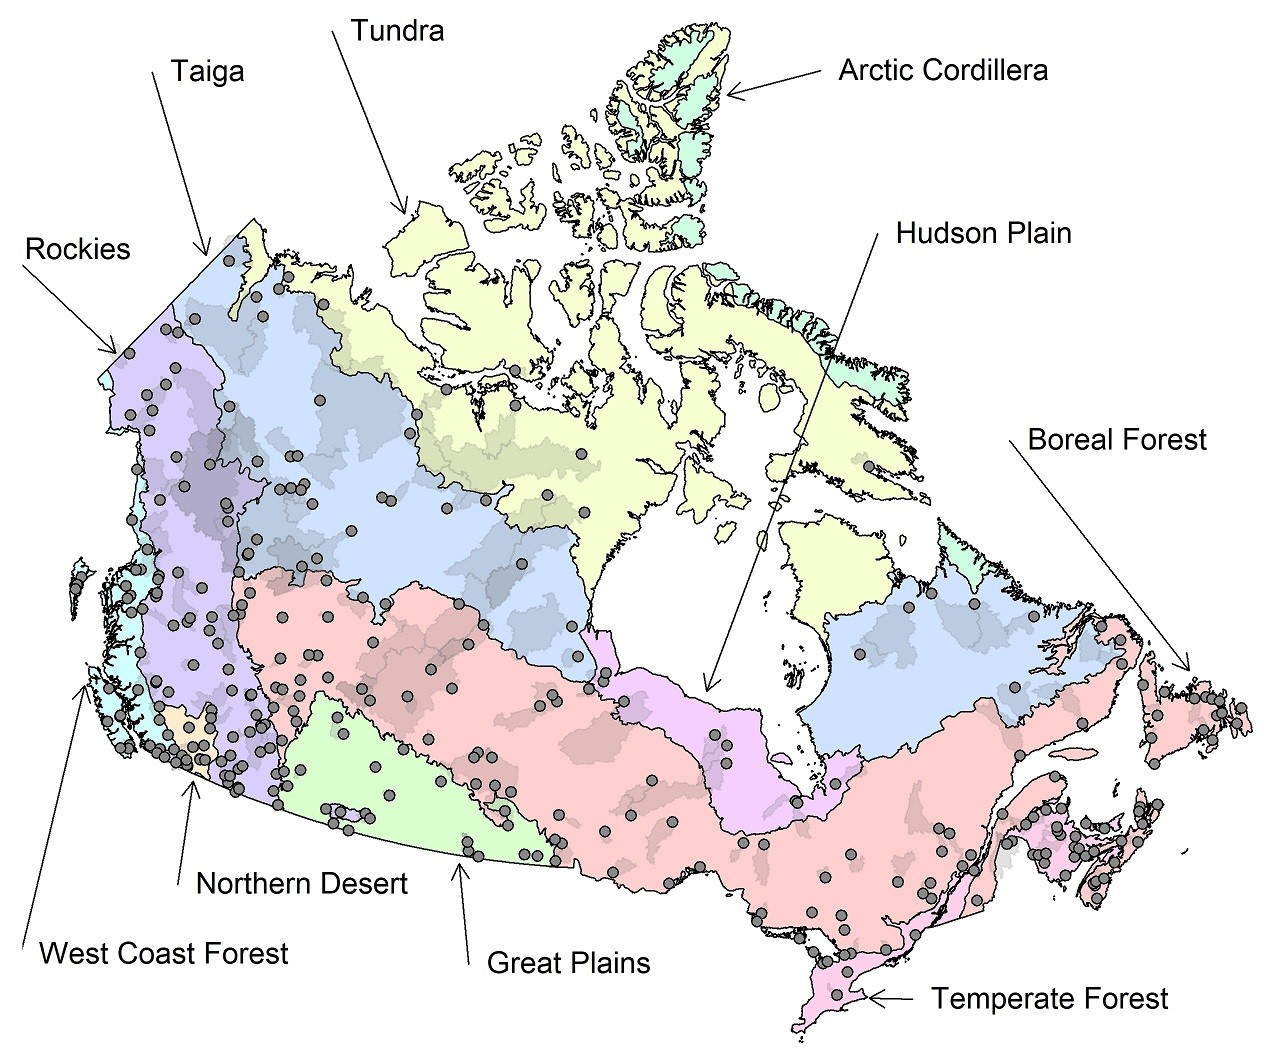 Tundra
Taiga
Arctic Cordillera
Hudson Plain
Rockies
Boreal Forest
Northern Desert
West Coast Forest
Great Plains
Temperate Forest